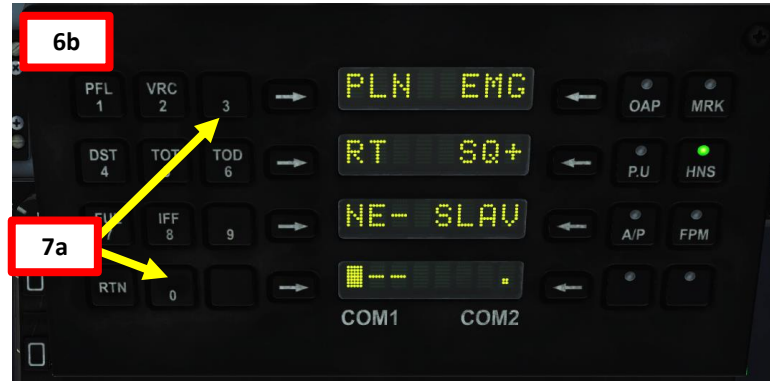 6b
PFL VRC PLN EMG
1 2 3 OAP MRK
DST TOT TOD RT SQ+
4 6 P.U HNS
IFF NE- SLAV
7a 8 9 A/P FPM
RTN 0 -- .
COM1 COM2